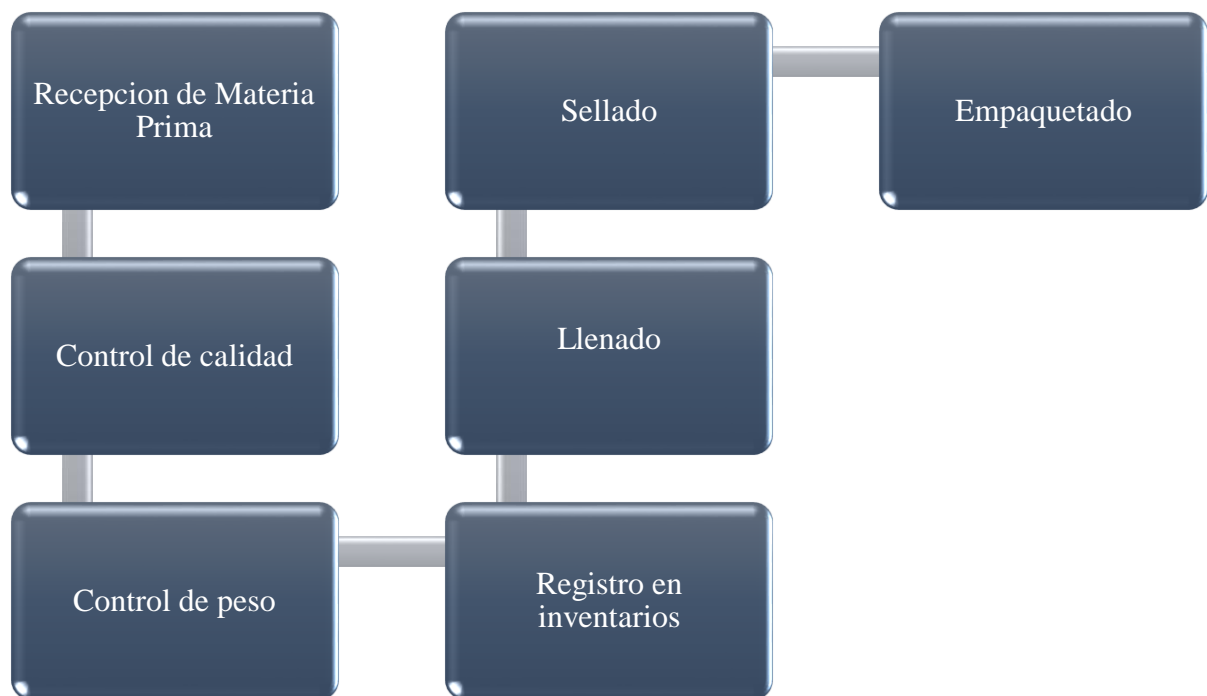 Recepcion de Materia
Prima
Control de calidad
Control de peso
Registro en
inventarios
Llenado
Sellado
Empaquetado